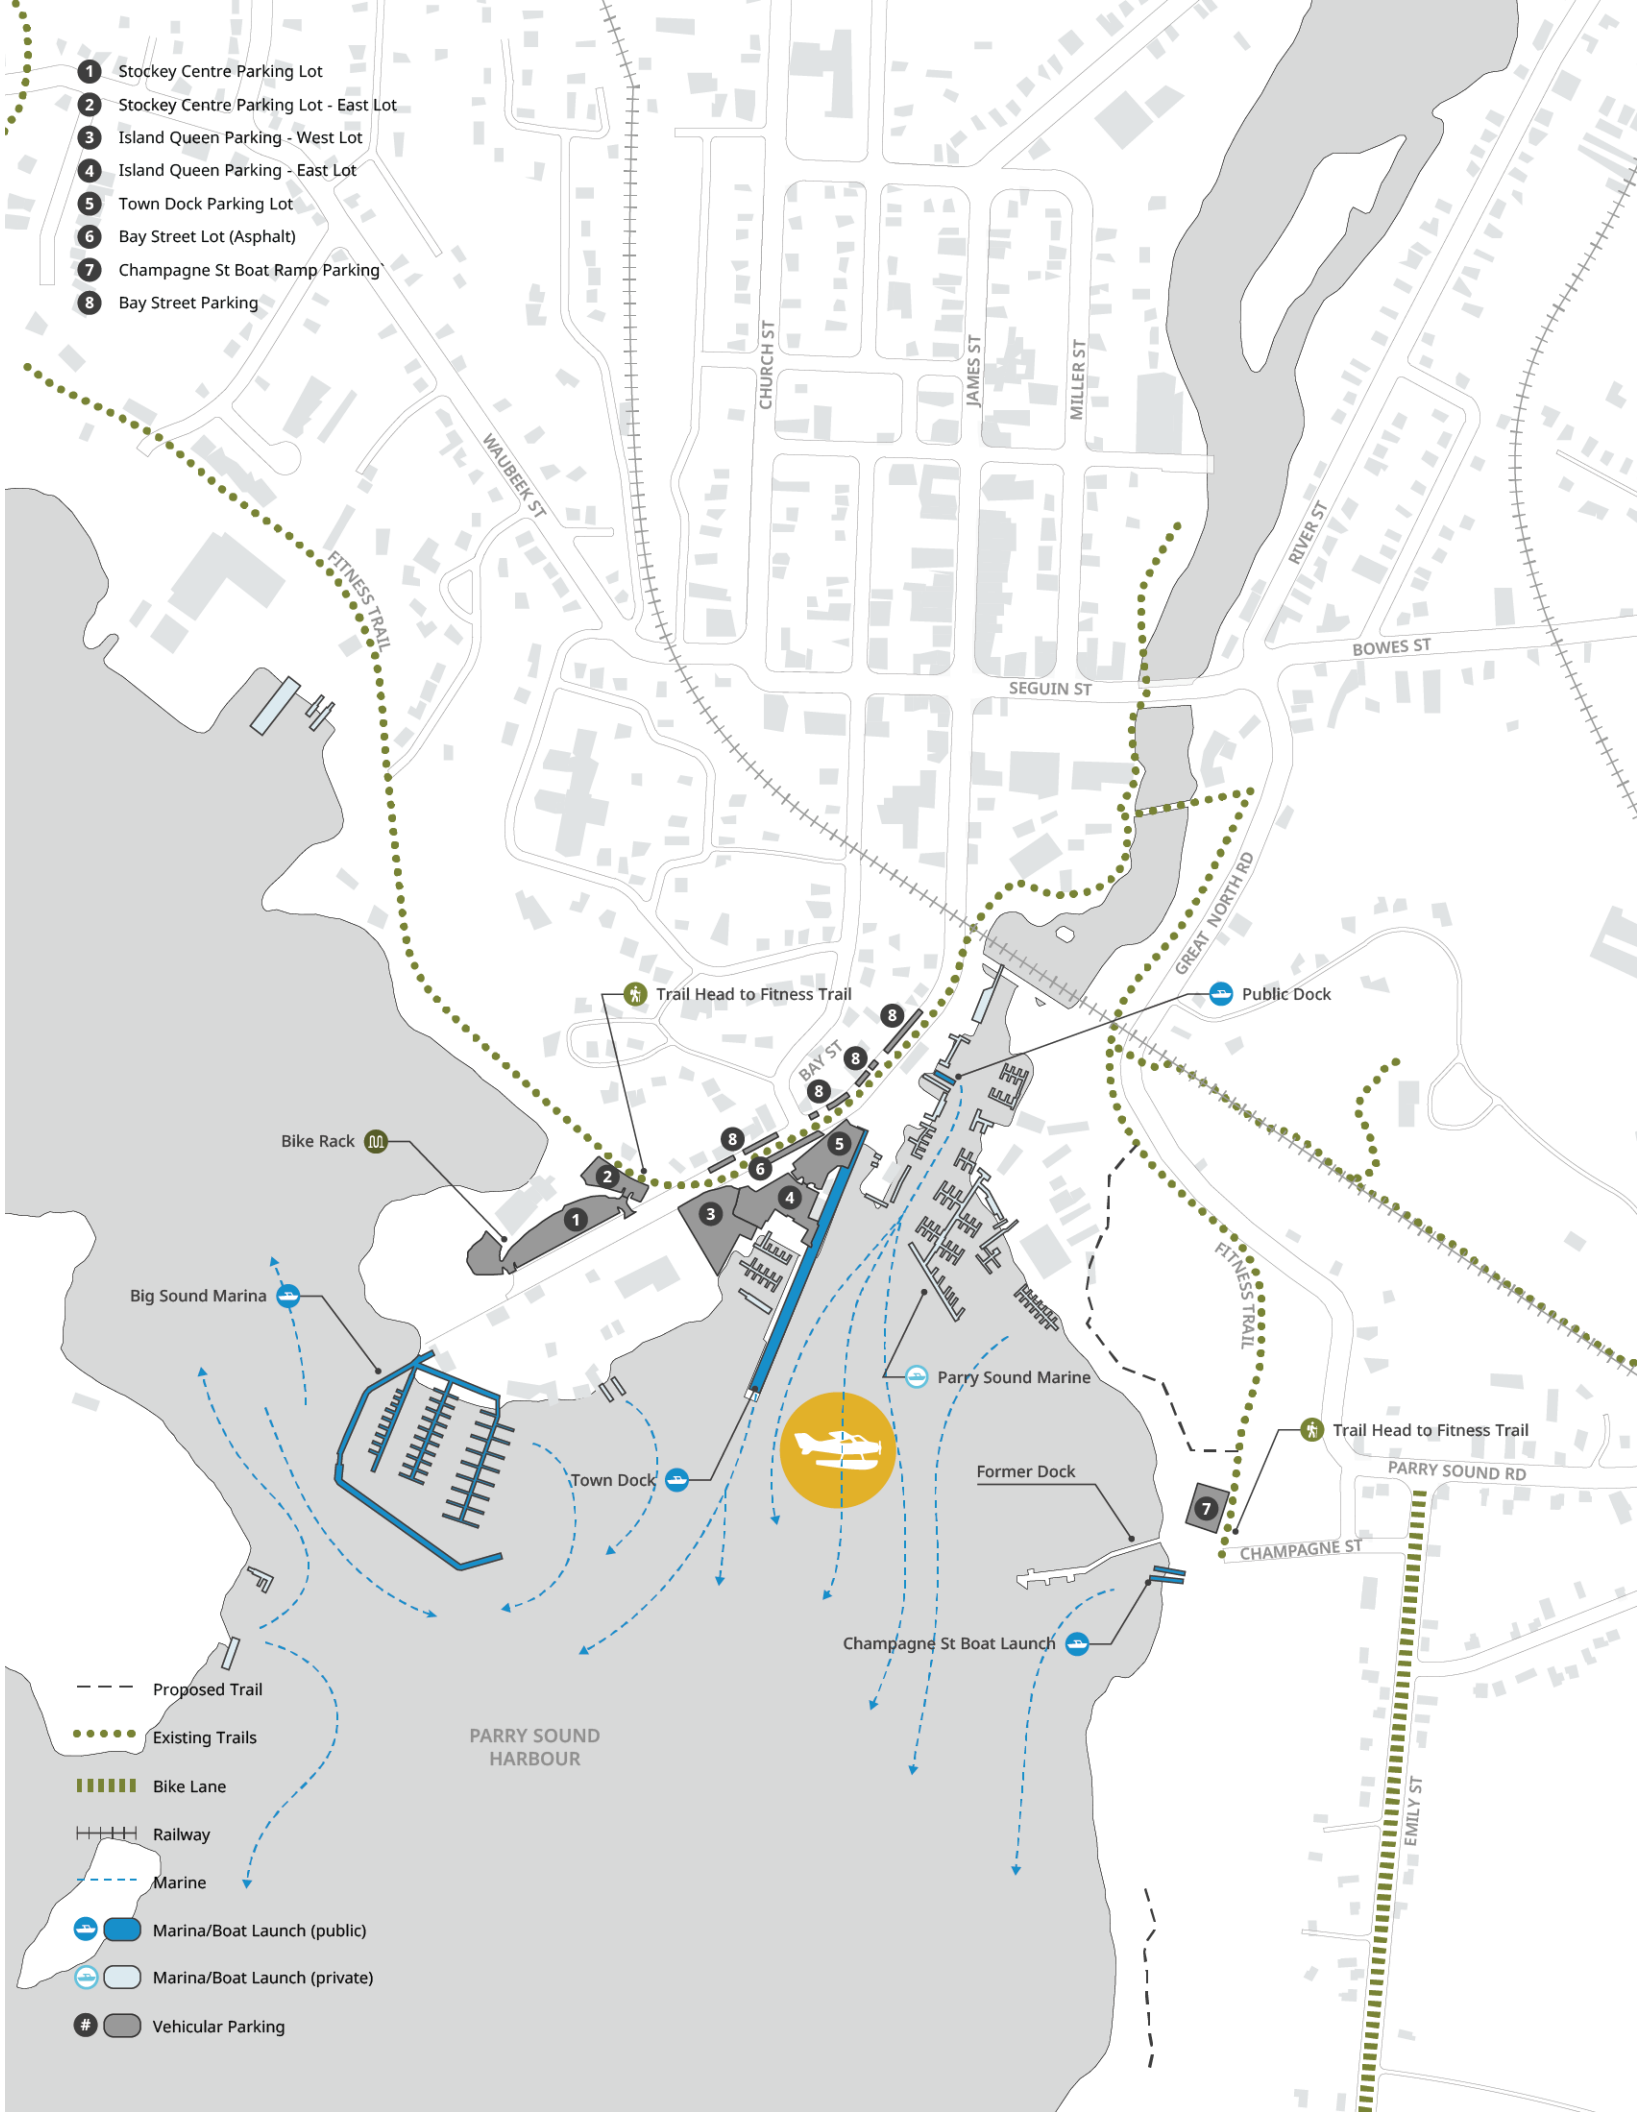 1 Stockey Centre Parking Lot
2 Stockey Centre Parking Lot - East Lot
3 Island Queen Parking - West Lot
4 Island Queen Parking - East Lot
5 Town Dock Parking Lot
6 Bay Street Lot (Asphalt)
7 Champagne St Boat Ramp Parking`
8 Bay Street Parking
CHURCH ST
JAMES ST
MILLER ST
WAUBEEK ST
RIVER ST
FITNESS TRAIL
BOWES ST
SEGUIN ST
GREAT NORTH RD
Trail Head to Fitness Trail
Public Dock
8
BAY ST
8
8
Bike Rack
8
5
6
2
4
3
1
FITNESS TRAIL
Big Sound Marina
Parry Sound Marine
Trail Head to Fitness Trail
Town Dock
Former Dock
PARRY SOUND RD
7
CHAMPAGNE ST
Champagne St Boat Launch
PARRY SOUND
HARBOUR
EMILY ST
Proposed Trail
Existing Trails
Bike Lane
Railway
Marine
Marina/Boat Launch (public)
Marina/Boat Launch (private)
# Vehicular Parking